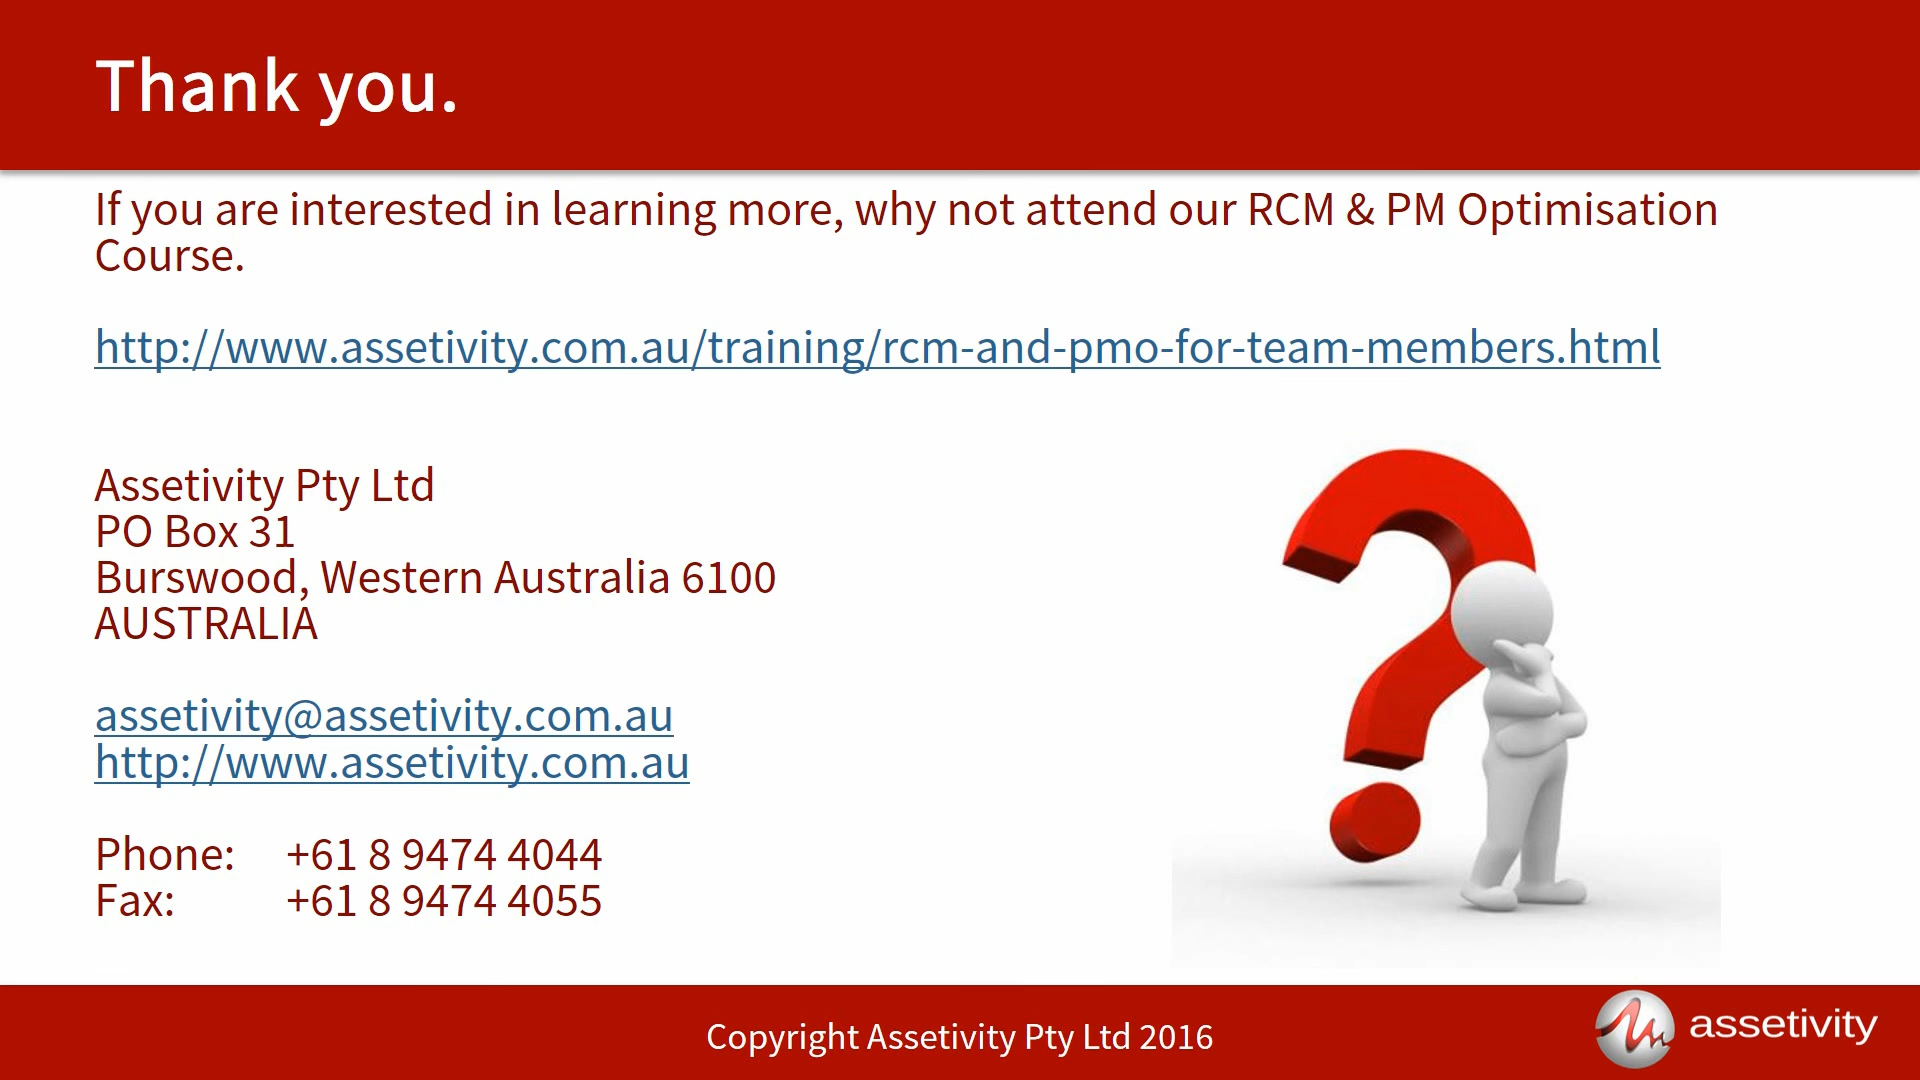 Thank you.
If you are interested in learning more, why not attend our RCM & PM Optimisation
Course.
http://www.assetivity.com.au/training/rcm-and-pmo-for-team-members.html
Assetivity Pty Ltd
PO Box 31
Burswood, Western Australia 6100
AUSTRALIA
assetivity@assetivity.com.au
http://www.assetivity.com.au
Phone: +61 8 9474 4044
Fax: +61 8 9474 4055
Copyright Assetivity Pty Ltd 2016
assetivity